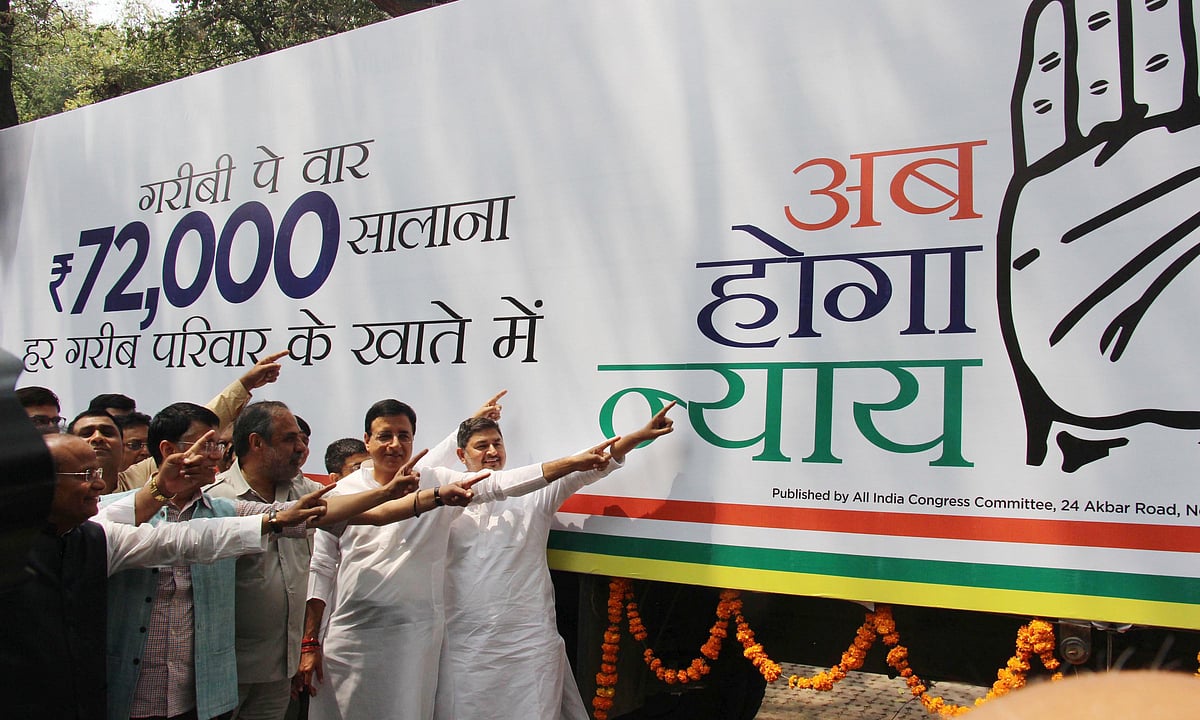 गरीबी पे वार
₹72,000 सालाना
हर गरीब परिवार के खाते में
अब
होगा
न्याय
Published by All India Congress Committee, 24 Akbar Road,